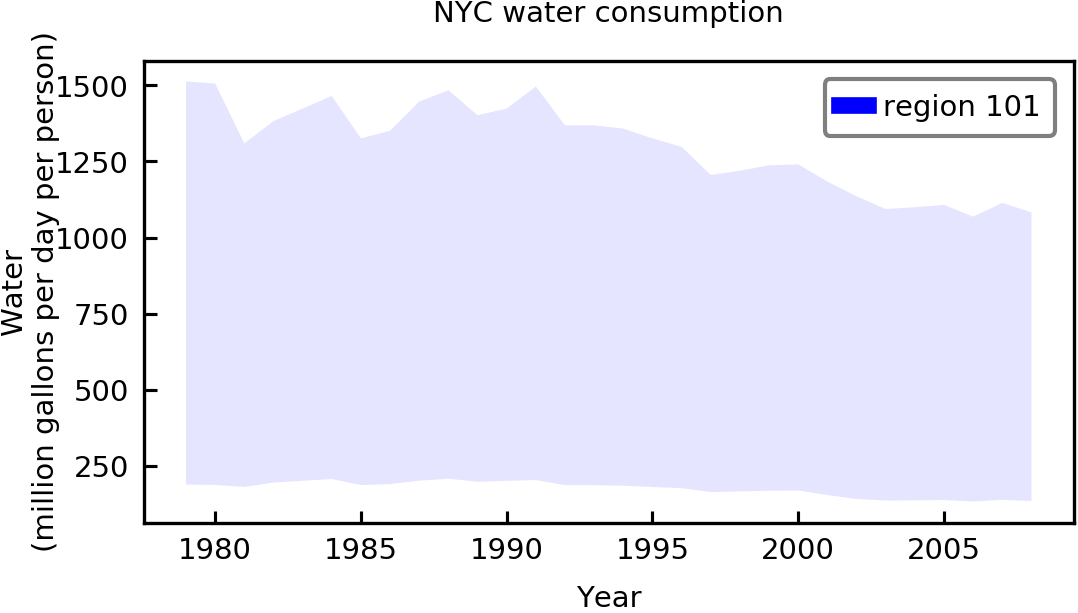 NYC water consumption
Water
(million gallons per day per person)
1500
1250
1000
750
500
250
region 101
1980 1985 1990 1995 2000 2005
Year